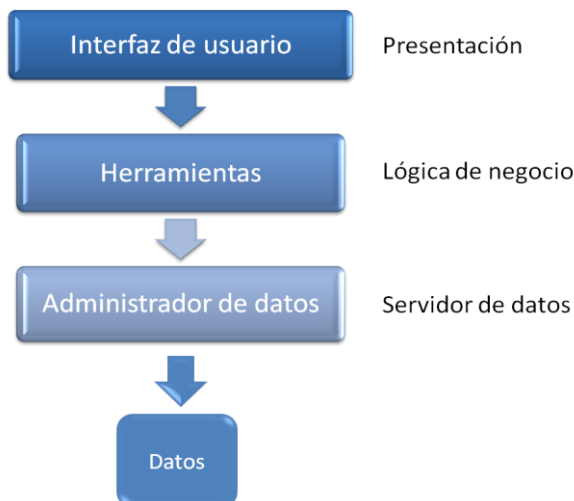 Interfaz de usuario
Presentación
Herramientas
Lógica de negocio
Administrador de datos
Servidor de datos
Datos